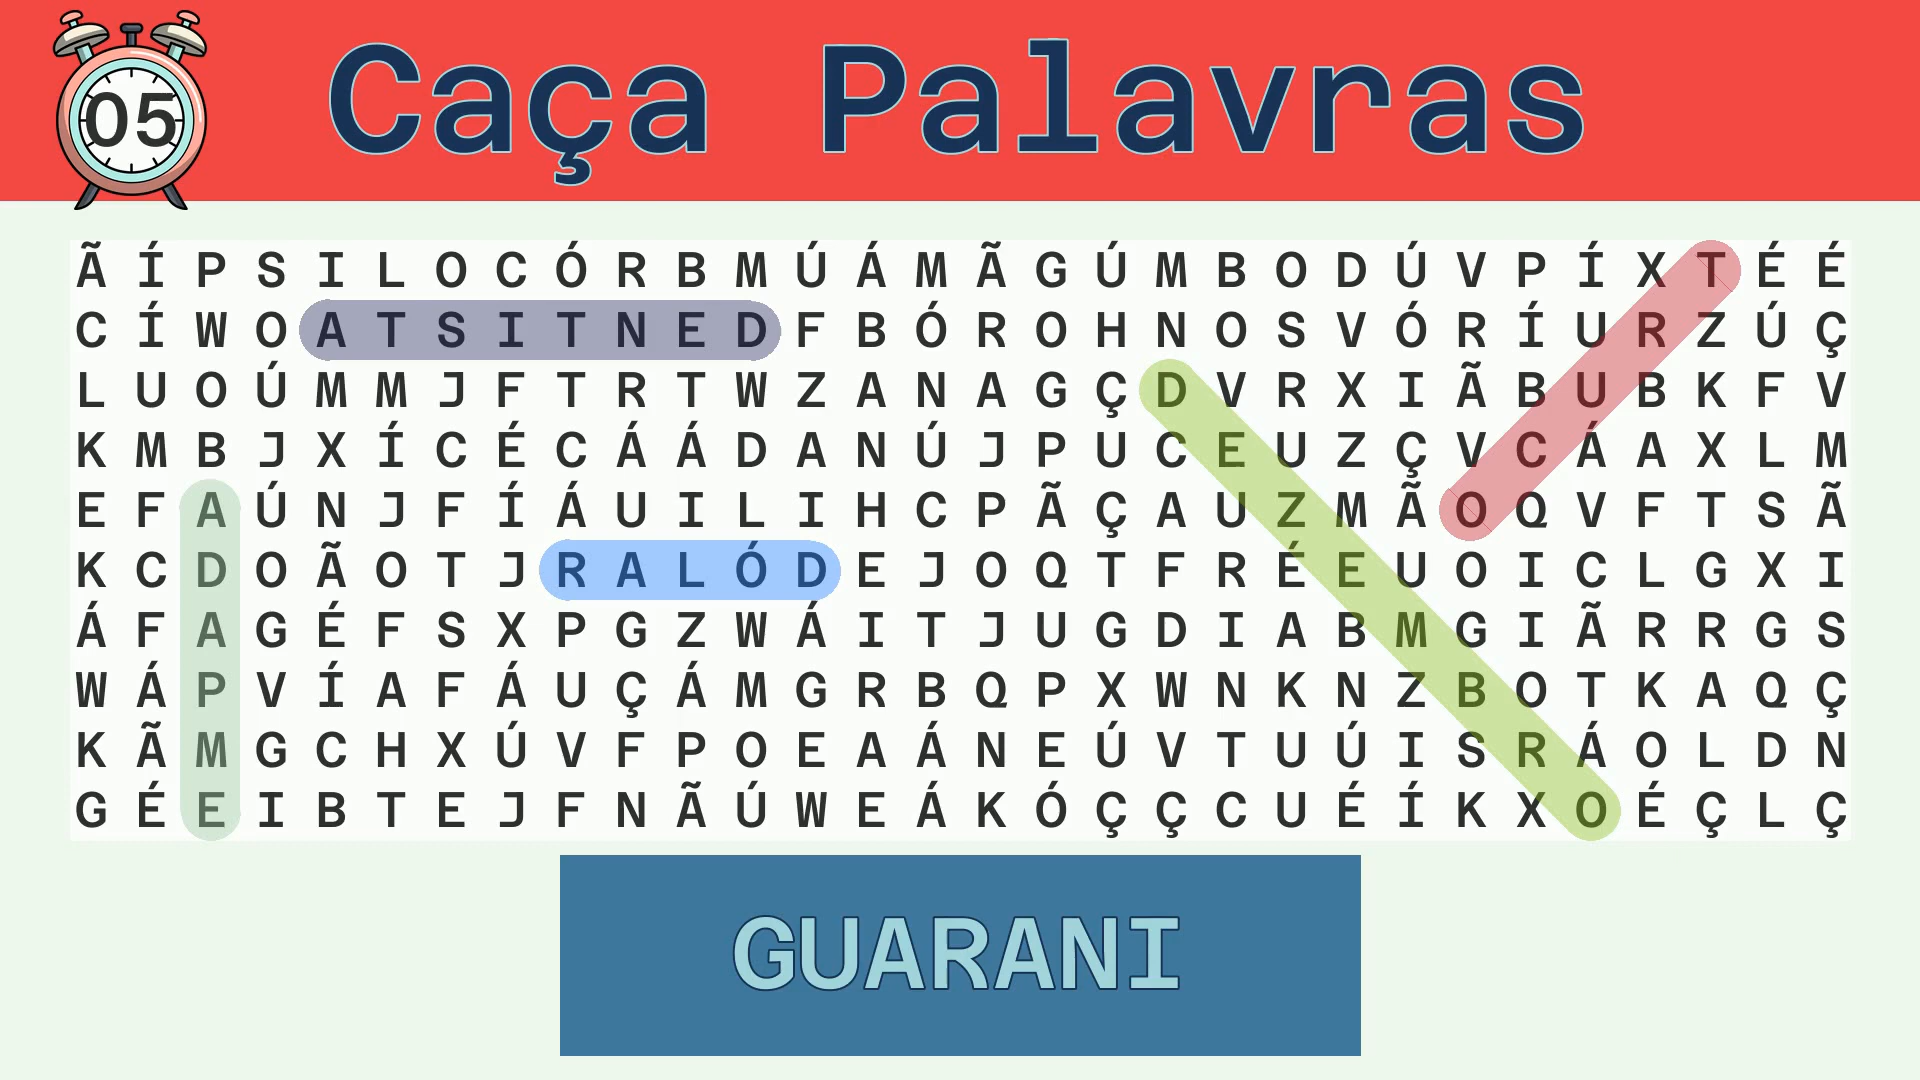 05
Caça Palavras
Ã Í P S I L O C Ó R B M Ú Á M Ã G Ú M B O D Ú V P Í X T É É
C Í W O A T S I T N E D F B Ó R O H N O S V Ó R Í U R Z Ú Ç
L U O Ú M M J F T R T W Z A N A G Ç D V R X I Ã B U B K F V
K M B J X Í C É C Á Á D A N Ú J P U C E U Z Ç V C Á A X L M
E F A Ú N J F Í Á U I L I H C P Ã Ç A U Z M Ã O Q V F T S Ã
K C D O Ã O T J R A L Ó D E J O Q T F R É E U O I C L G X I
Á F A G É F S X P G Z W Á I T J U G D I A B M G I Ã R R G S
W Á P V Í A F Á U Ç Á M G R B Q P X W N K N Z B O T K A Q Ç
K Ã M G C H X Ú V F P O E A Á N E Ú V T U Ú I S R Á O L D N
G É E I B T E J F N Ã Ú W E Á K Ó Ç Ç C U É Í K X O É Ç L Ç
GUARANI